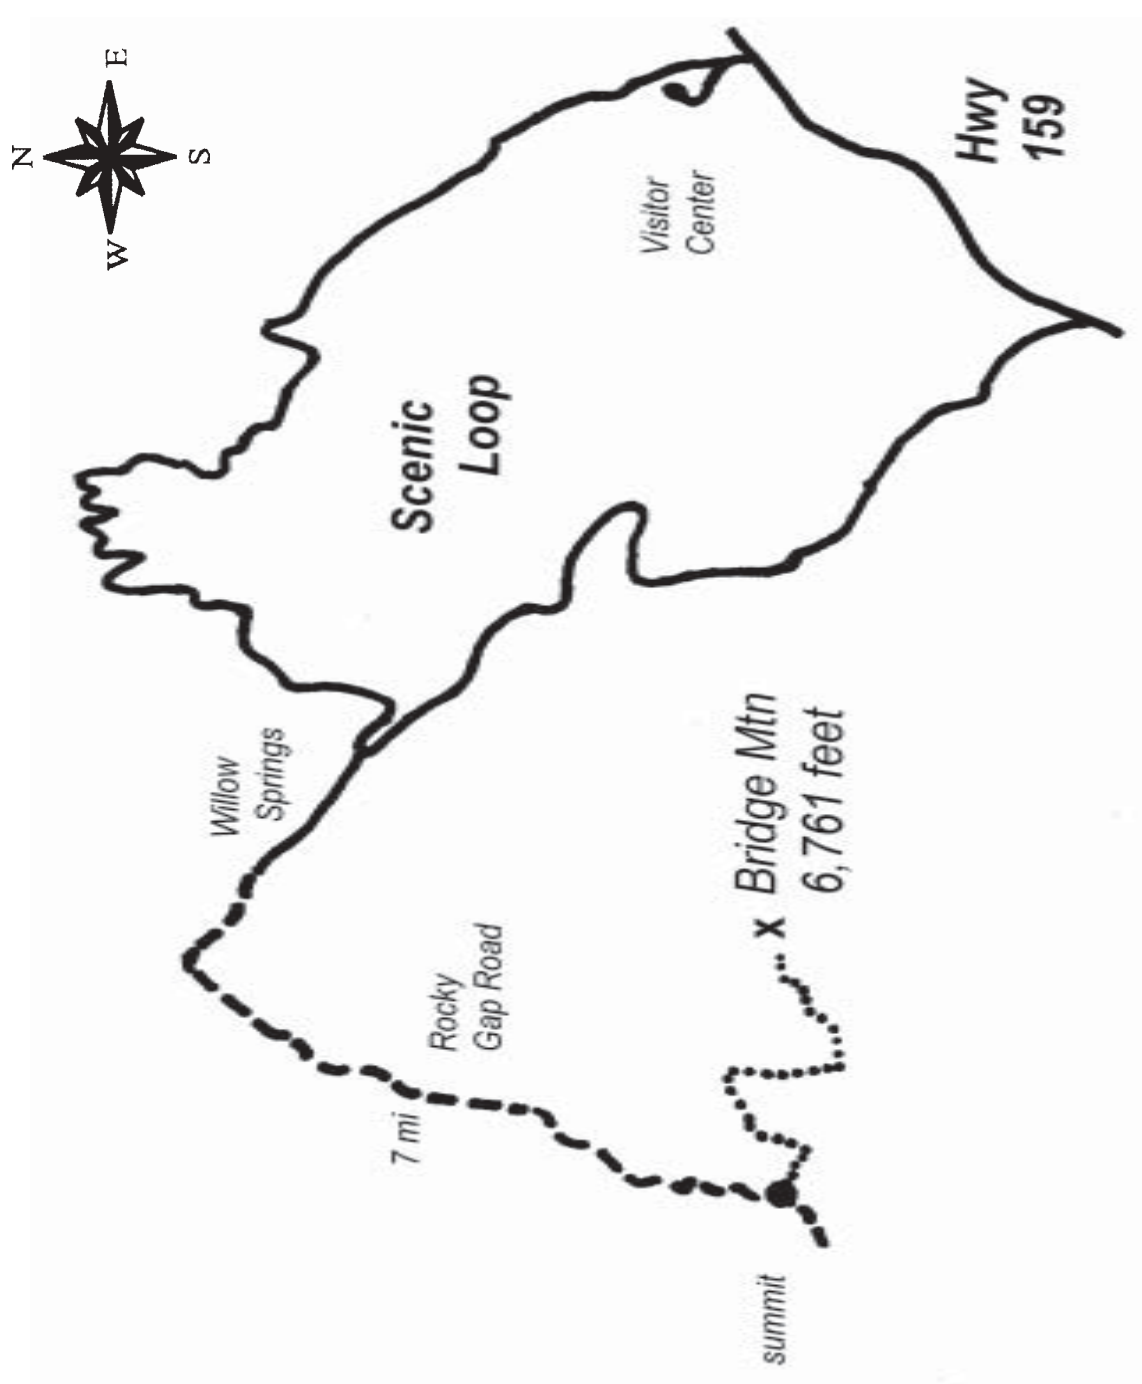 N
E
S
W
Hwy
159
Visitor
Center
Scenic
Loop
Willow
Springs
Bridge Mtn
6,761 feet
X
Rocky
Gap Road
7 mi
summit